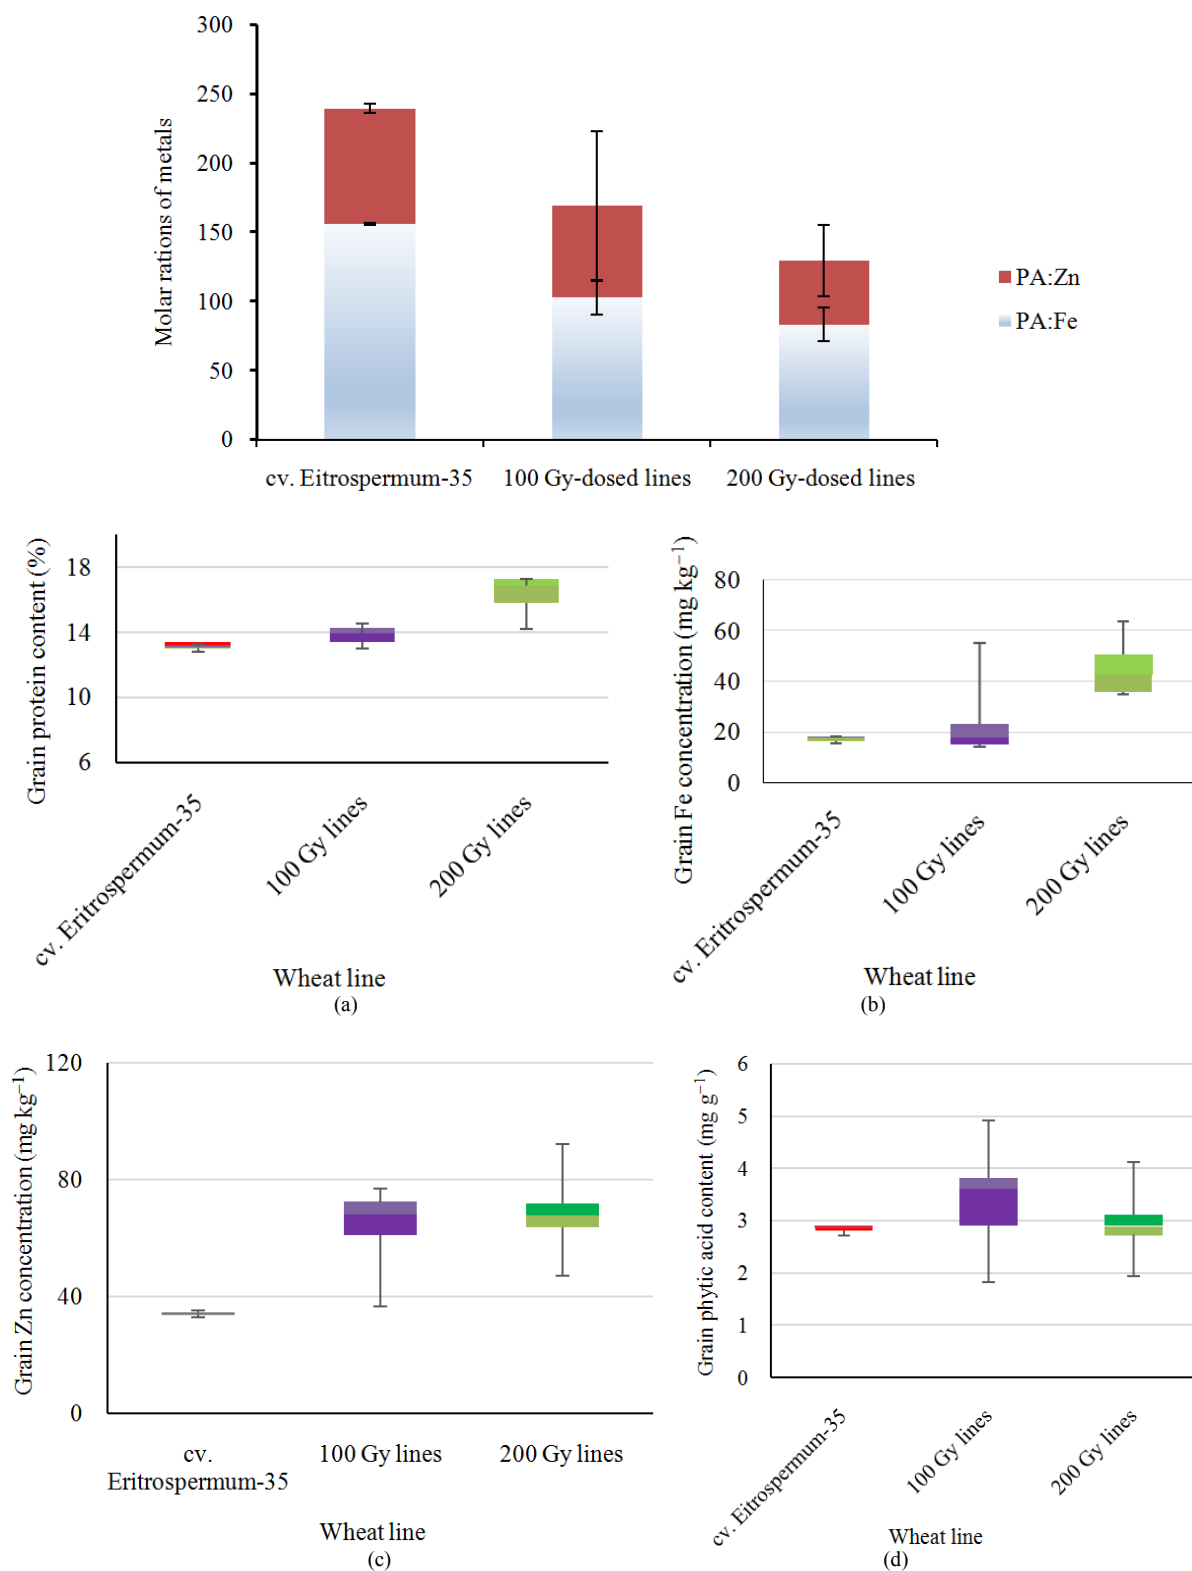 300
250
200
150
100
50
0
Molar rations of metals
PA:Zn
PA:Fe
cv. Eitrospermum-35
100 Gy-dosed lines
200 Gy-dosed lines
Grain protein content (%)
18
14
10
6
cv. Eritrospermum-35
100 Gy lines
200 Gy lines
Wheat line
(a)
Grain Fe concentration (mg kg⁻¹)
80
60
40
20
0
cv. Eritrospermum-35
100 Gy lines
200 Gy lines
Wheat line
(b)
Grain Zn concentration (mg kg⁻¹)
120
80
40
0
cv.
Eritrospermum-35
100 Gy lines
200 Gy lines
Wheat line
(c)
Grain phytic acid content (mg g⁻¹)
6
5
4
3
2
1
0
cv. Eitrospermum-35
100 Gy lines
200 Gy lines
Wheat line
(d)